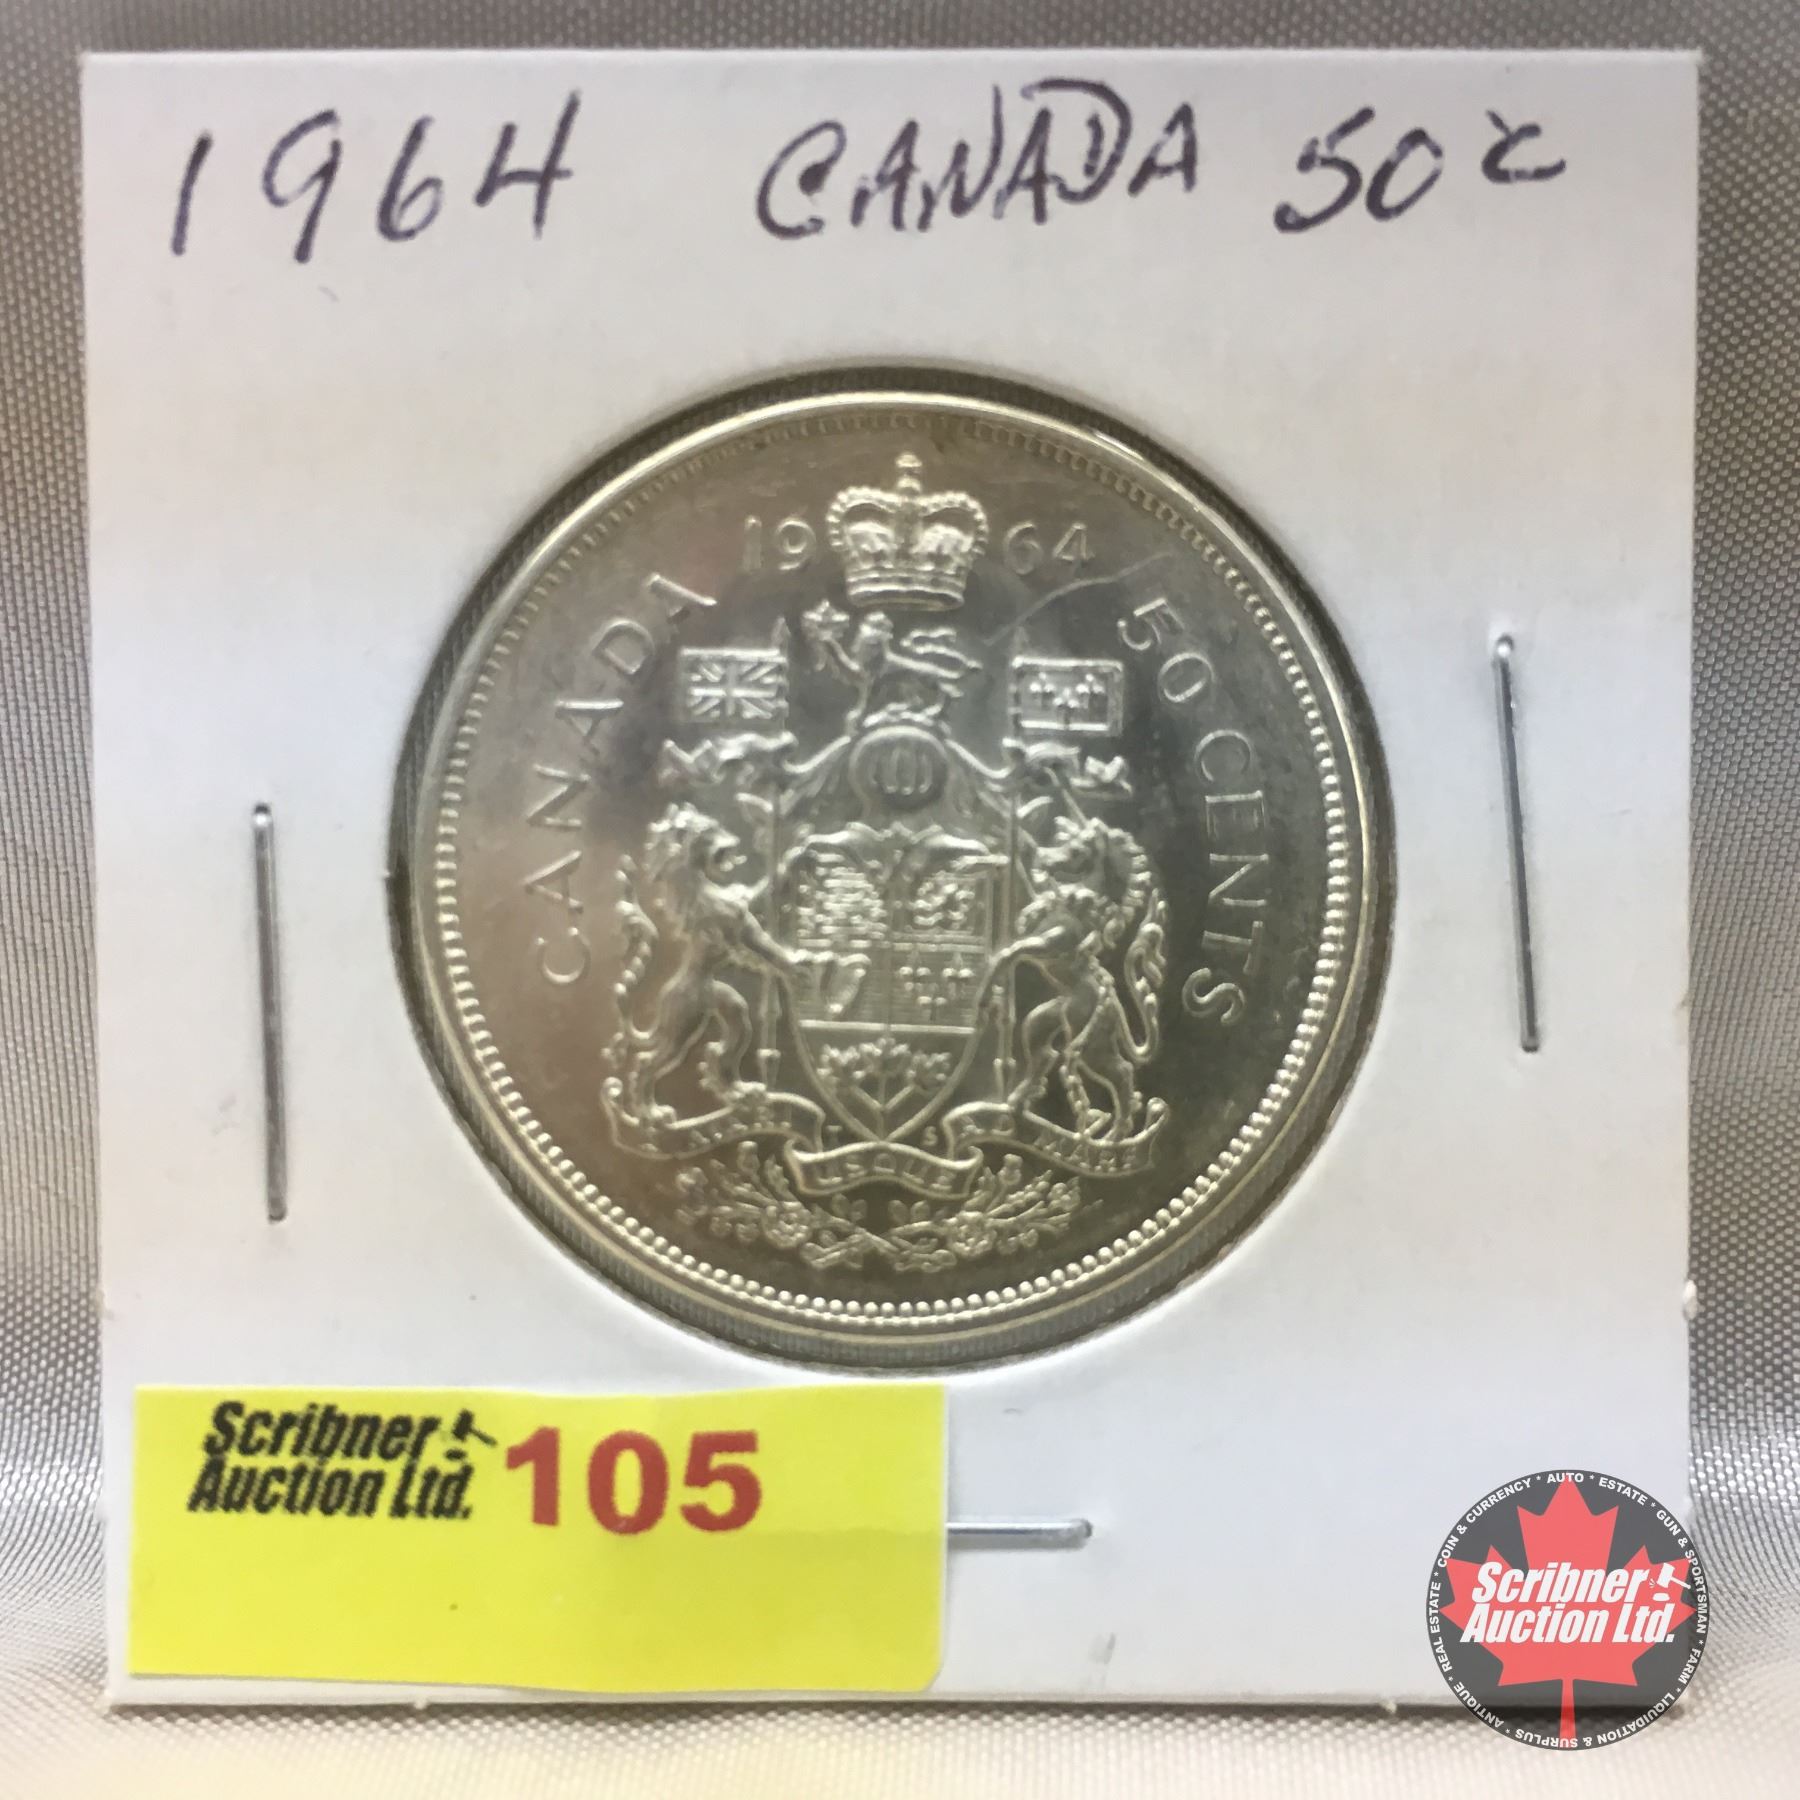 1964 CANADA 50¢
CANADA
1964
50 CENTS
A MARI
USQUE
AD MARE
T S
Scribner
Auction Ltd.
105
* AUTO * ESTATE * GUN & SPORTSMAN * FARM * LIQUIDATION & SURPLUS * ANTIQUE * REAL ESTATE * COIN & CURRENCY
Scribner
Auction Ltd.